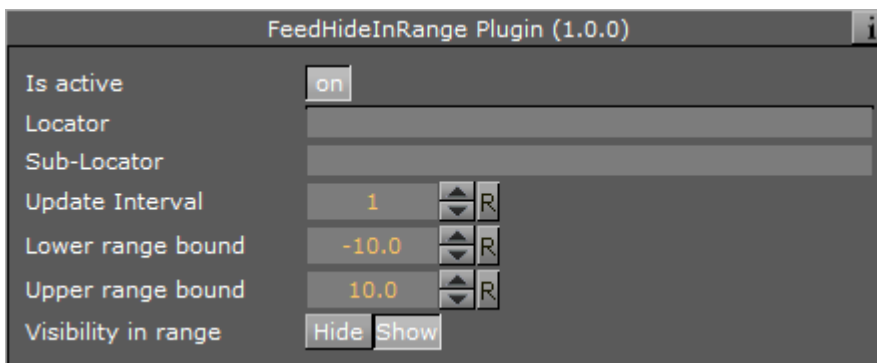 FeedHideInRange Plugin (1.0.0) i
Is active on
Locator
Sub-Locator
Update Interval 1 R
Lower range bound -10.0 R
Upper range bound 10.0 R
Visibility in range Hide Show